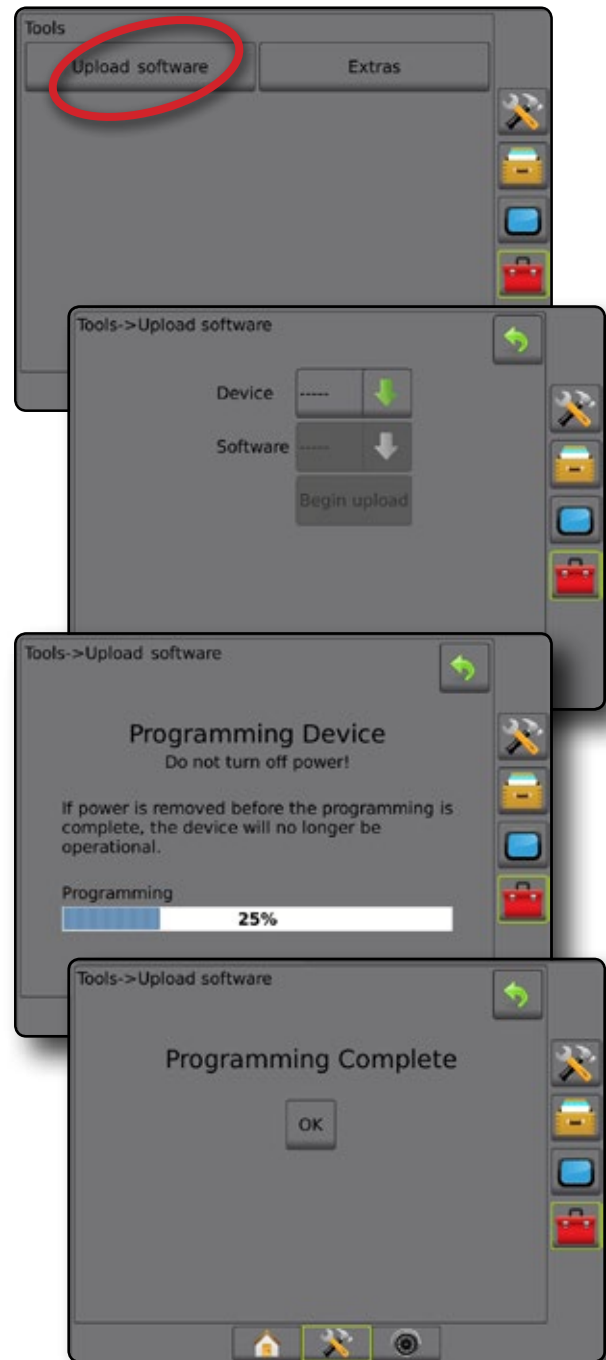 Tools
Upload software
Extras
Tools->Upload software
Device -----
Software -----
Begin upload
Tools->Upload software
Programming Device
Do not turn off power!
If power is removed before the programming is
complete, the device will no longer be
operational.
Programming
25%
Tools->Upload software
Programming Complete
OK